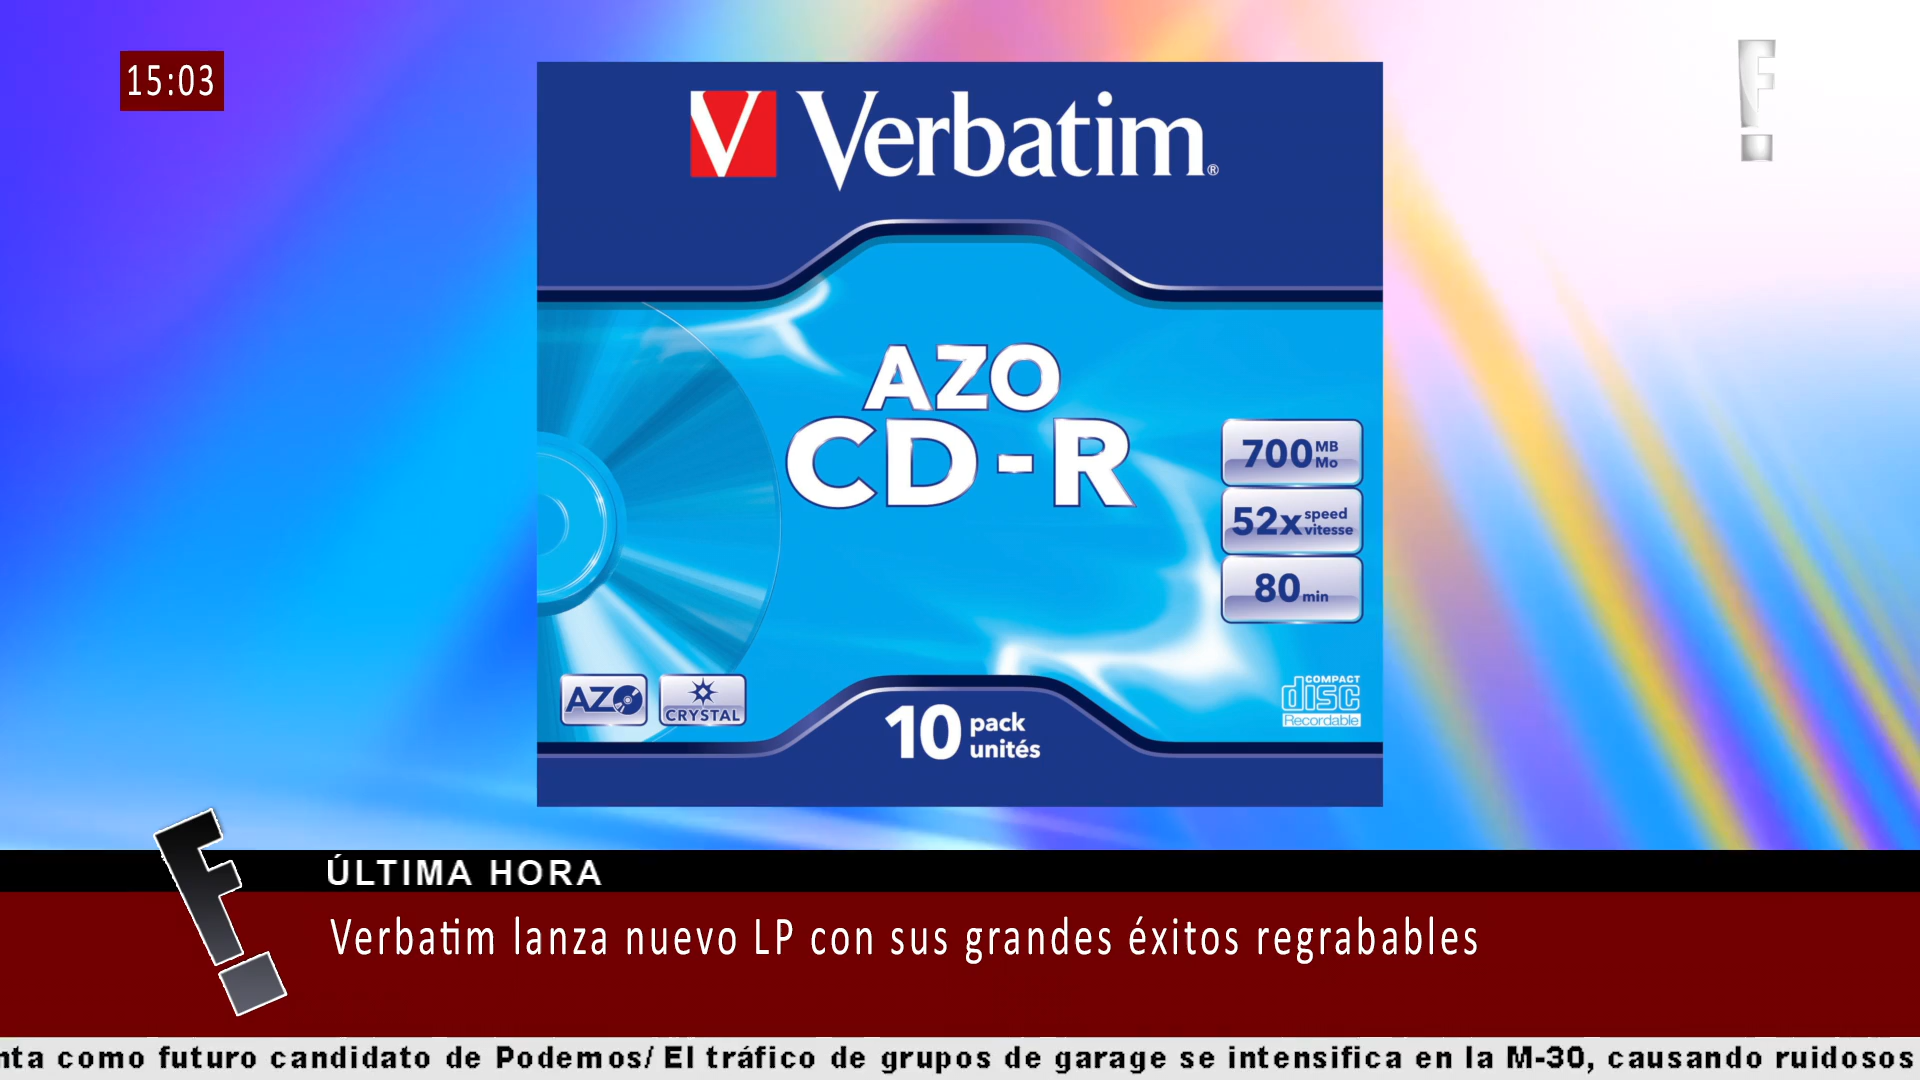 15:03
F!
V Verbatim®
AZO
CD-R
700 MB
Mo
52x speed
vitesse
80 min
AZO
CRYSTAL
COMPACT
disc
Recordable
10 pack
unités
F!
ÚLTIMA HORA
Verbatim lanza nuevo LP con sus grandes éxitos regrabables
nta como futuro candidato de Podemos/ El tráfico de grupos de garage se intensifica en la M-30, causando ruidosos